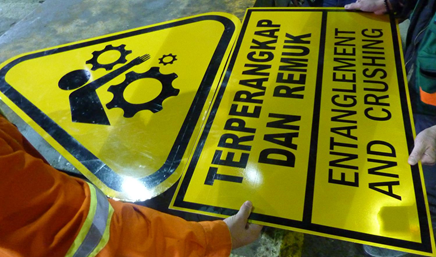 TERPERANGKAP
DAN REMUK
ENTANGLEMENT
AND CRUSHING